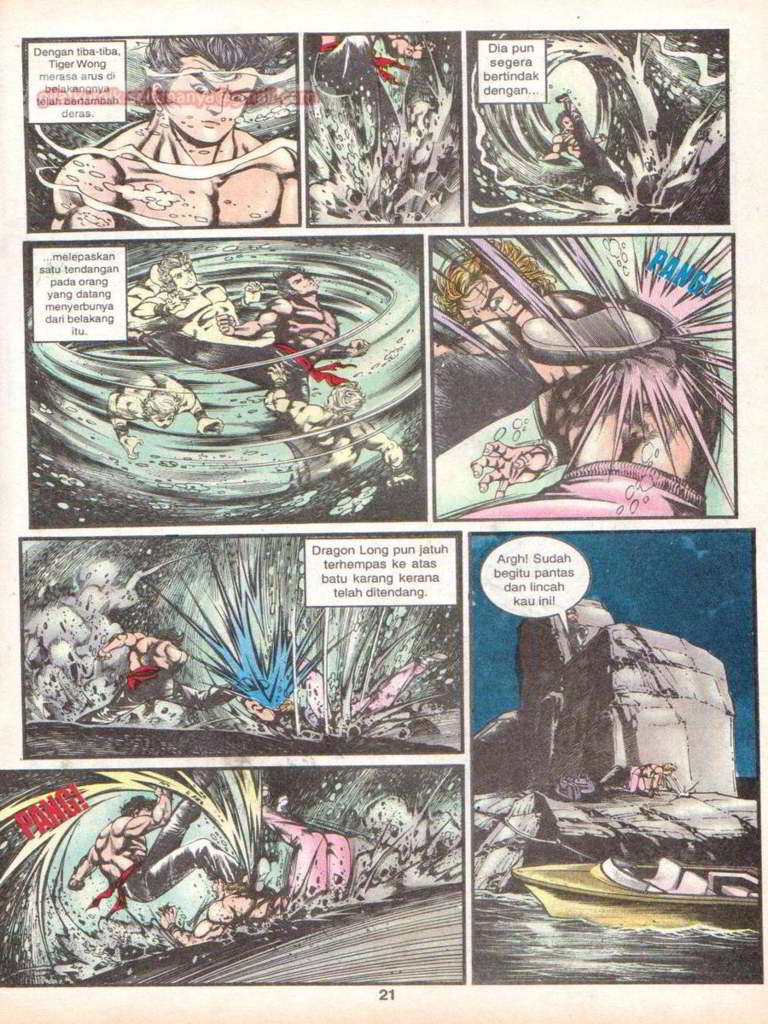 Dengan tiba-tiba,
Tiger Wong
merasa arus di
belakangnya
telah bertambah
deras.
Dia pun
segera
bertindak
dengan...
...melepaskan
satu tendangan
pada orang
yang datang
menyerbunya
dari belakang
itu.
PANG!
Dragon Long pun jatuh
terhempas ke atas
batu karang kerana
telah ditendang.
Argh! Sudah
begitu pantas
dan lincah
kau ini!
PANG!
21